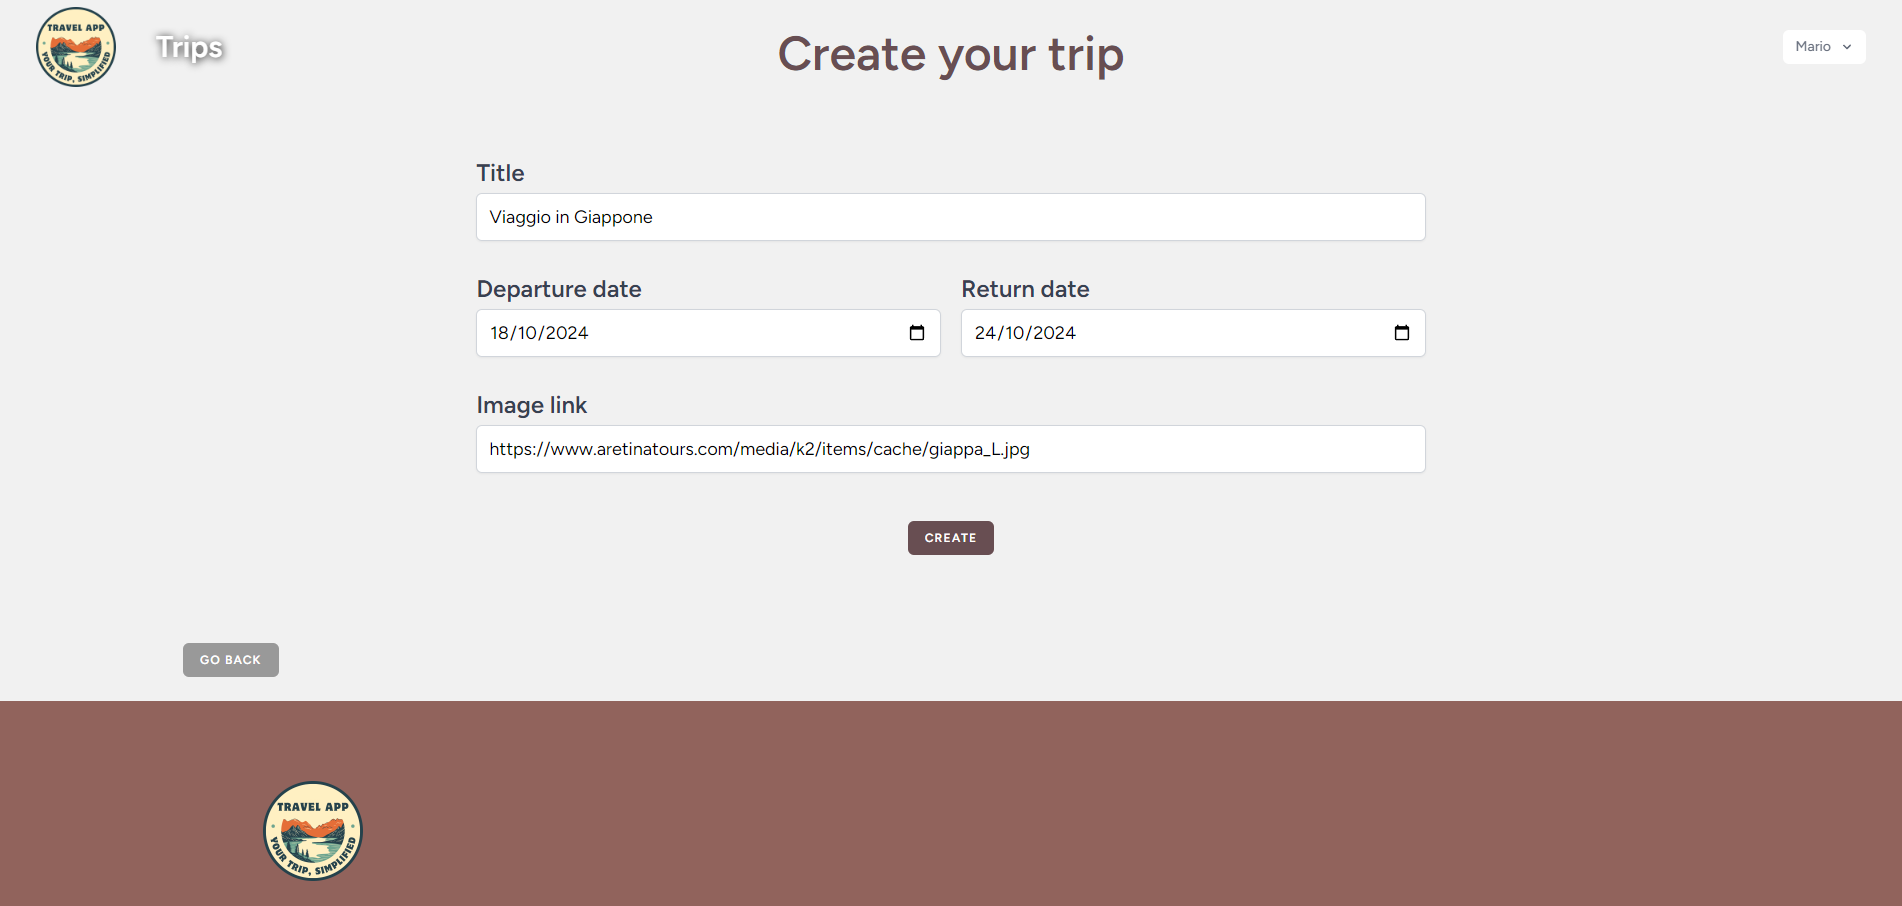 TRAVEL APP
YOUR TRIP, SIMPLIFIED
Trips
Create your trip
Mario
Title
Viaggio in Giappone
Departure date
Return date
18/10/2024
24/10/2024
Image link
https://www.aretinatours.com/media/k2/items/cache/giappa_L.jpg
CREATE
GO BACK
TRAVEL APP
YOUR TRIP, SIMPLIFIED